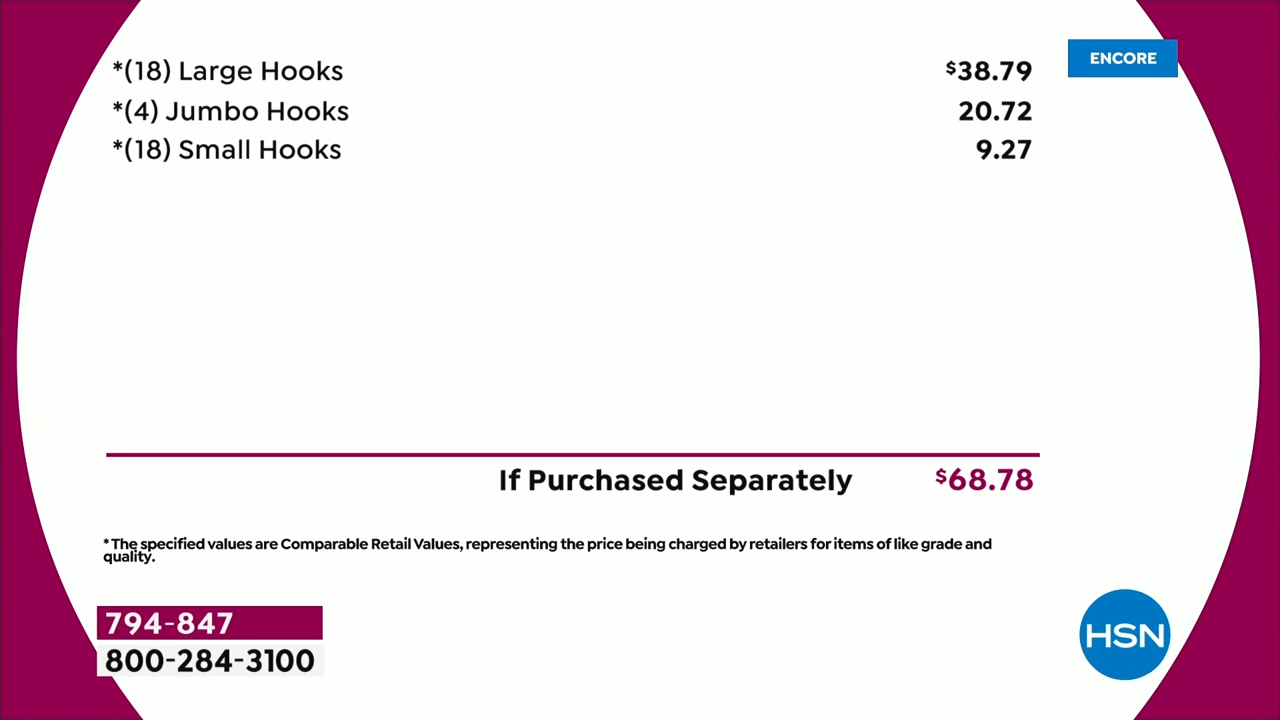 *(18) Large Hooks $38.79
ENCORE
*(4) Jumbo Hooks 20.72
*(18) Small Hooks 9.27
If Purchased Separately $68.78
*The specified values are Comparable Retail Values, representing the price being charged by retailers for items of like grade and
quality.
794-847
800-284-3100
HSN